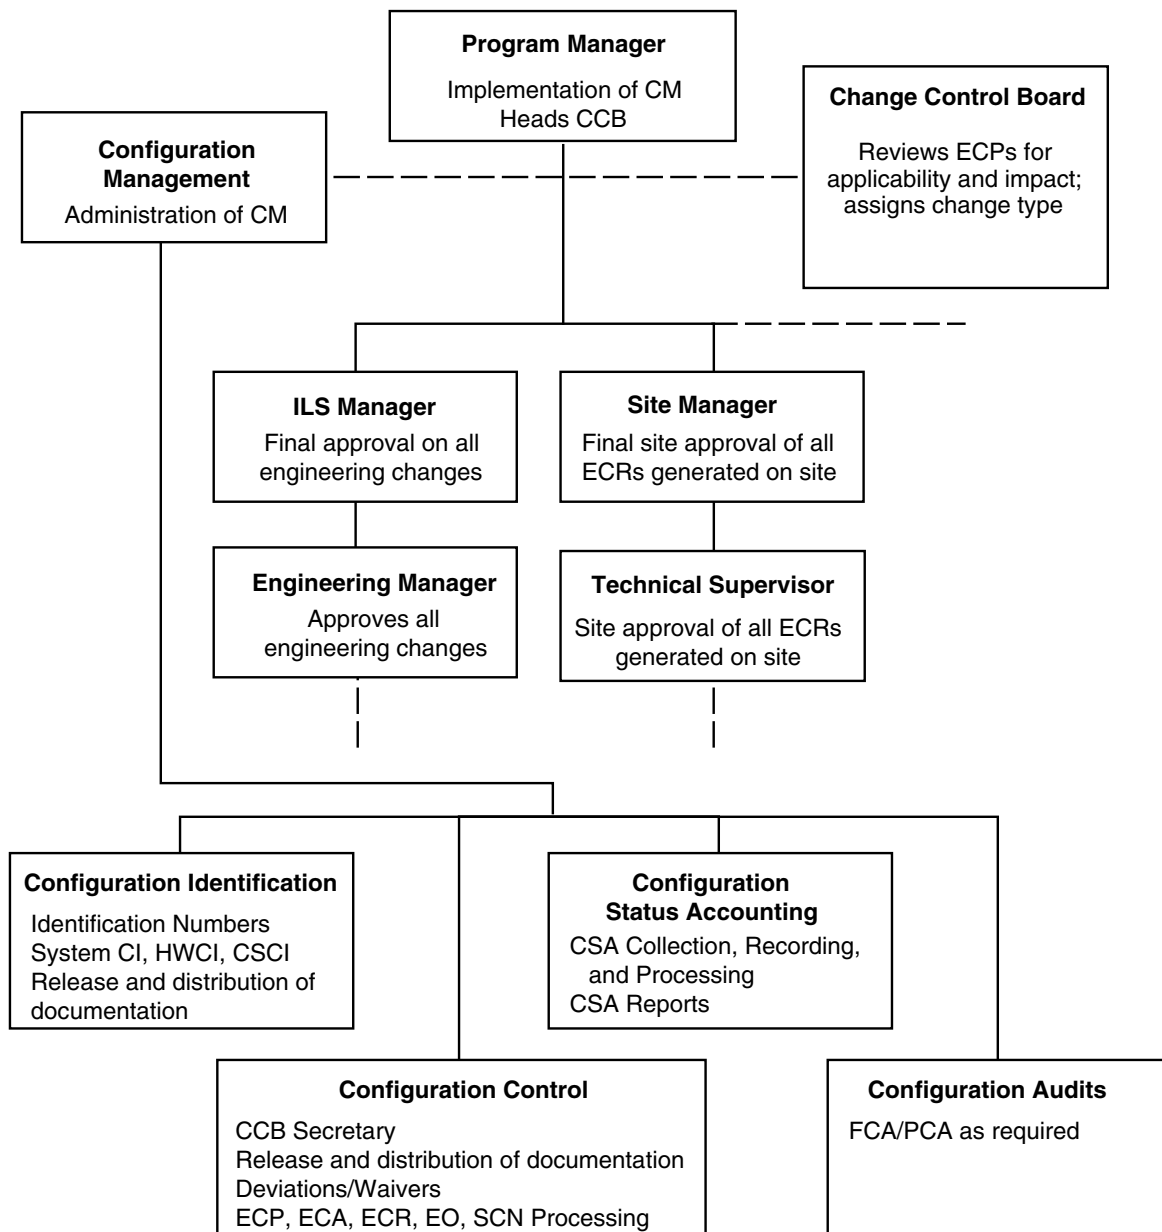 Program Manager
Implementation of CM
Heads CCB
Change Control Board
Reviews ECPs for
applicability and impact;
assigns change type
Configuration
Management
Administration of CM
ILS Manager
Final approval on all
engineering changes
Site Manager
Final site approval of all
ECRs generated on site
Engineering Manager
Approves all
engineering changes
Technical Supervisor
Site approval of all ECRs
generated on site
Configuration Identification
Identification Numbers
System CI, HWCI, CSCI
Release and distribution of
documentation
Configuration
Status Accounting
CSA Collection, Recording,
and Processing
CSA Reports
Configuration Control
CCB Secretary
Release and distribution of documentation
Deviations/Waivers
ECP, ECA, ECR, EO, SCN Processing
Configuration Audits
FCA/PCA as required